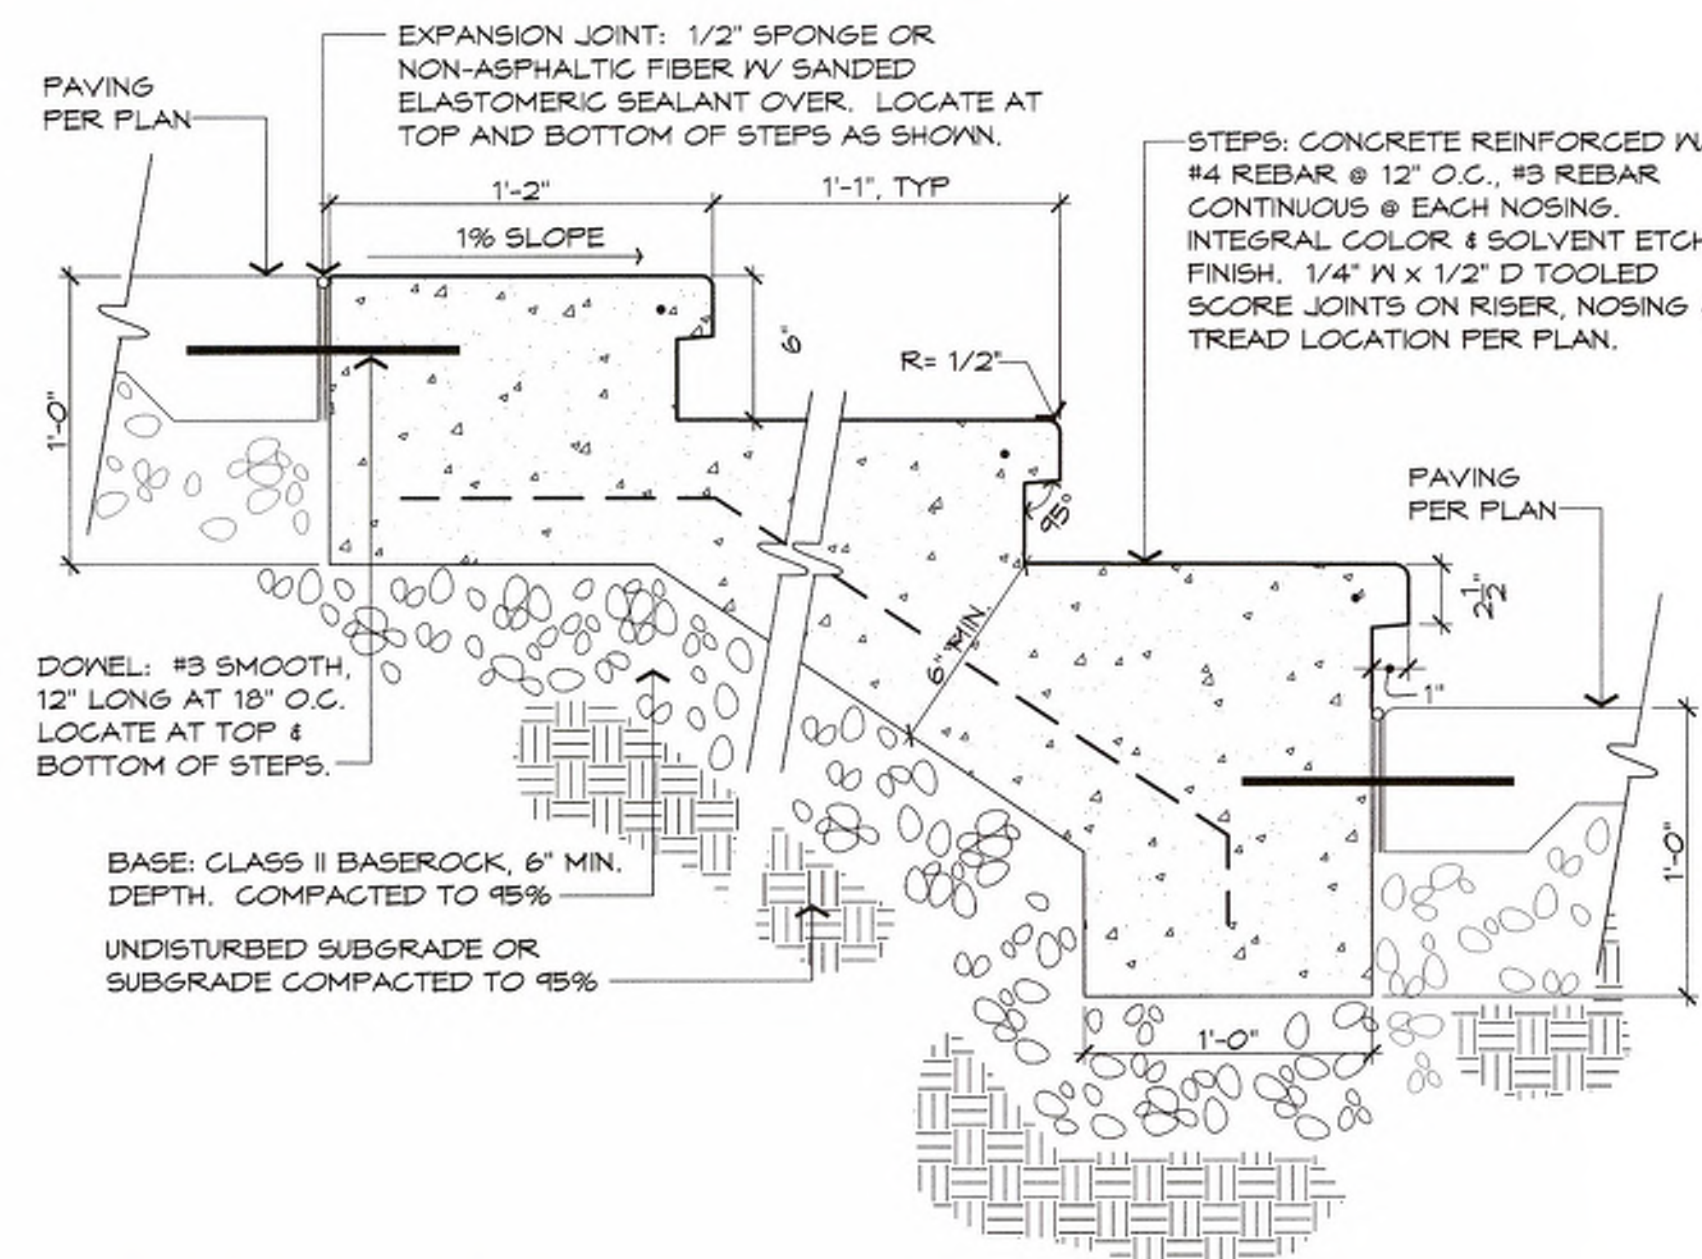 EXPANSION JOINT: 1/2" SPONGE OR
NON-ASPHALTIC FIBER W/ SANDED
ELASTOMERIC SEALANT OVER. LOCATE AT
TOP AND BOTTOM OF STEPS AS SHOWN.
PAVING
PER PLAN
STEPS: CONCRETE REINFORCED W/
#4 REBAR @ 12" O.C., #3 REBAR
CONTINUOUS @ EACH NOSING.
INTEGRAL COLOR & SOLVENT ETCH
FINISH. 1/4" W x 1/2" D TOOLED
SCORE JOINTS ON RISER, NOSING &
TREAD LOCATION PER PLAN.
1'-2"
1'-1", TYP
1% SLOPE
6"
R= 1/2"
1'-0"
95°
PAVING
PER PLAN
2 1/2"
6" MIN.
1"
DOWEL: #3 SMOOTH,
12" LONG AT 18" O.C.
LOCATE AT TOP &
BOTTOM OF STEPS.
1'-0"
BASE: CLASS II BASEROCK, 6" MIN.
DEPTH. COMPACTED TO 95%
UNDISTURBED SUBGRADE OR
SUBGRADE COMPACTED TO 95%
1'-0"